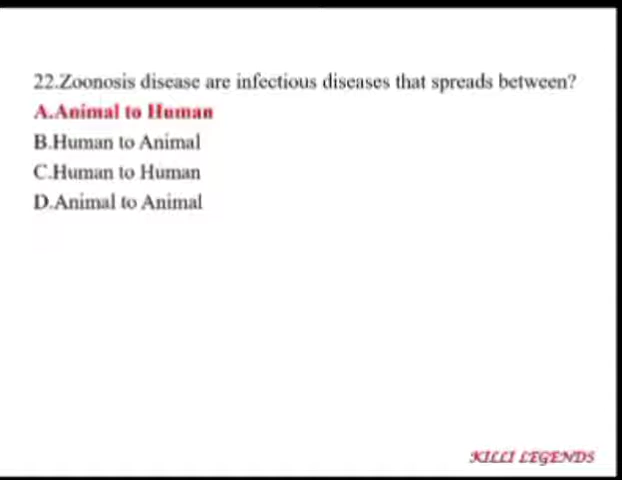 22.Zoonosis disease are infectious diseases that spreads between?
A.Animal to Human
B.Human to Animal
C.Human to Human
D.Animal to Animal
KILLI LEGENDS